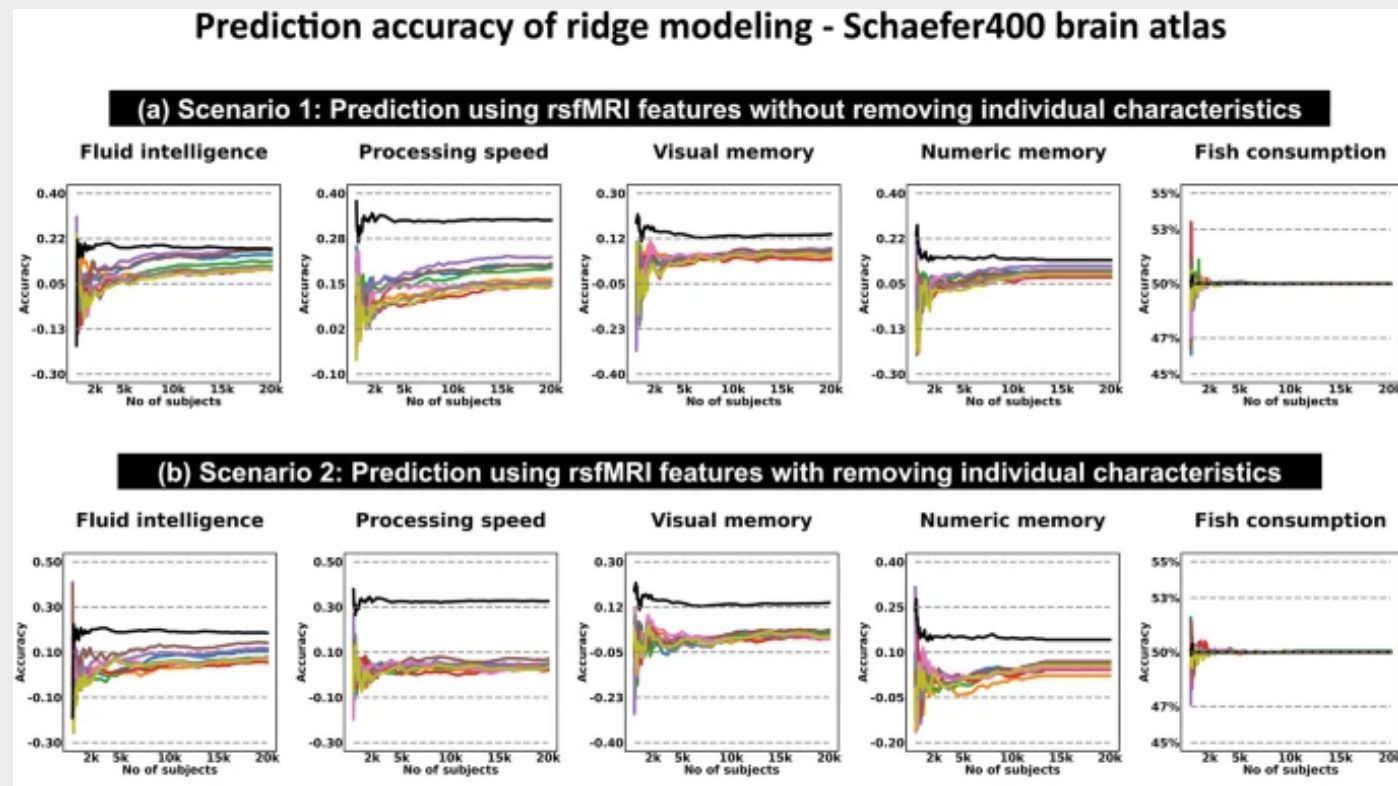 Prediction accuracy of ridge modeling - Schaefer400 brain atlas
(a) Scenario 1: Prediction using rsfMRI features without removing individual characteristics
Fluid intelligence
Processing speed
Visual memory
Numeric memory
Fish consumption
0.40
0.22
0.05
-0.13
-0.30
Accuracy
2k 5k 10k 15k 20k
No of subjects
0.40
0.28
0.15
0.02
-0.10
Accuracy
2k 5k 10k 15k 20k
No of subjects
0.30
0.12
-0.05
-0.23
-0.40
Accuracy
2k 5k 10k 15k 20k
No of subjects
0.40
0.22
0.05
-0.13
-0.30
Accuracy
2k 5k 10k 15k 20k
No of subjects
55%
53%
50%
47%
45%
Accuracy
2k 5k 10k 15k 20k
No of subjects
(b) Scenario 2: Prediction using rsfMRI features with removing individual characteristics
Fluid intelligence
Processing speed
Visual memory
Numeric memory
Fish consumption
0.50
0.30
0.10
-0.10
-0.30
Accuracy
2k 5k 10k 15k 20k
No of subjects
0.50
0.30
0.10
-0.10
-0.30
Accuracy
2k 5k 10k 15k 20k
No of subjects
0.30
0.12
-0.05
-0.23
-0.40
Accuracy
2k 5k 10k 15k 20k
No of subjects
0.40
0.25
0.10
-0.05
-0.20
Accuracy
2k 5k 10k 15k 20k
No of subjects
55%
53%
50%
47%
45%
Accuracy
2k 5k 10k 15k 20k
No of subjects